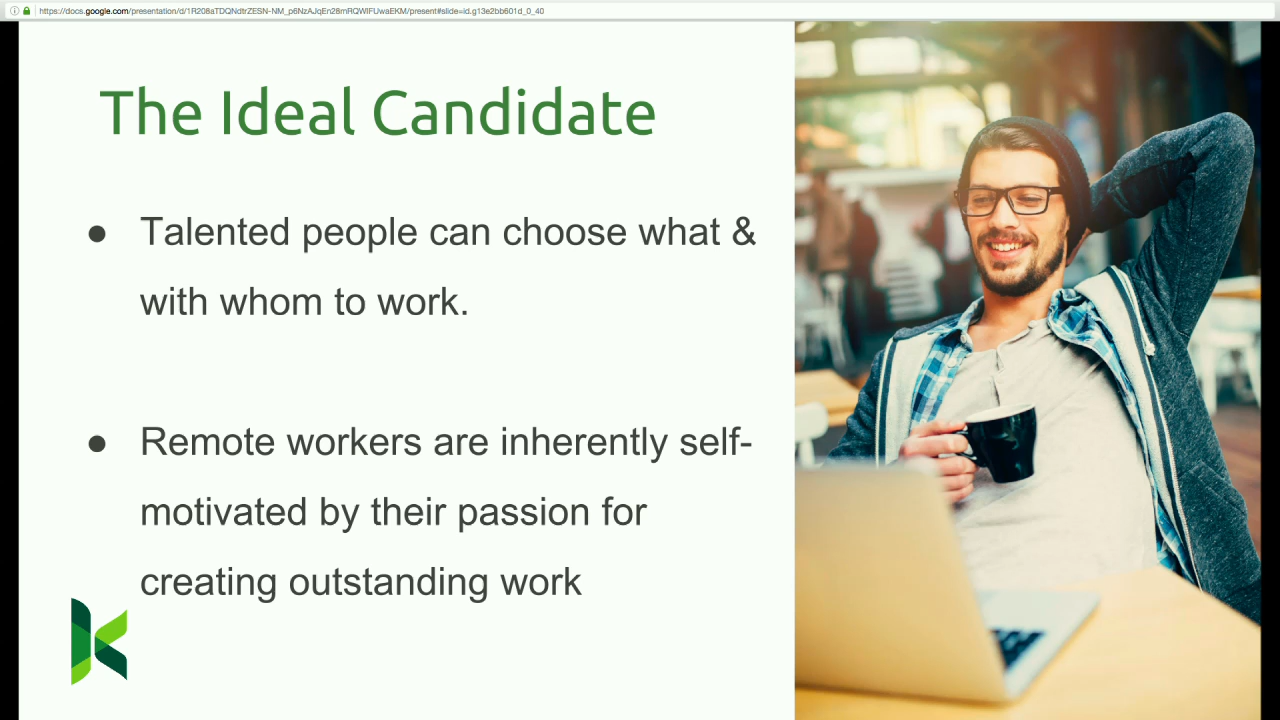 https://docs.google.com/presentation/d/1R208aTDQNdtrZESN-NM_p6NzAJqEn28mRQWlFUwaEKM/present#slide=id.g13e2bb601d_0_40
The Ideal Candidate
● Talented people can choose what &
with whom to work.
● Remote workers are inherently self-
motivated by their passion for
creating outstanding work